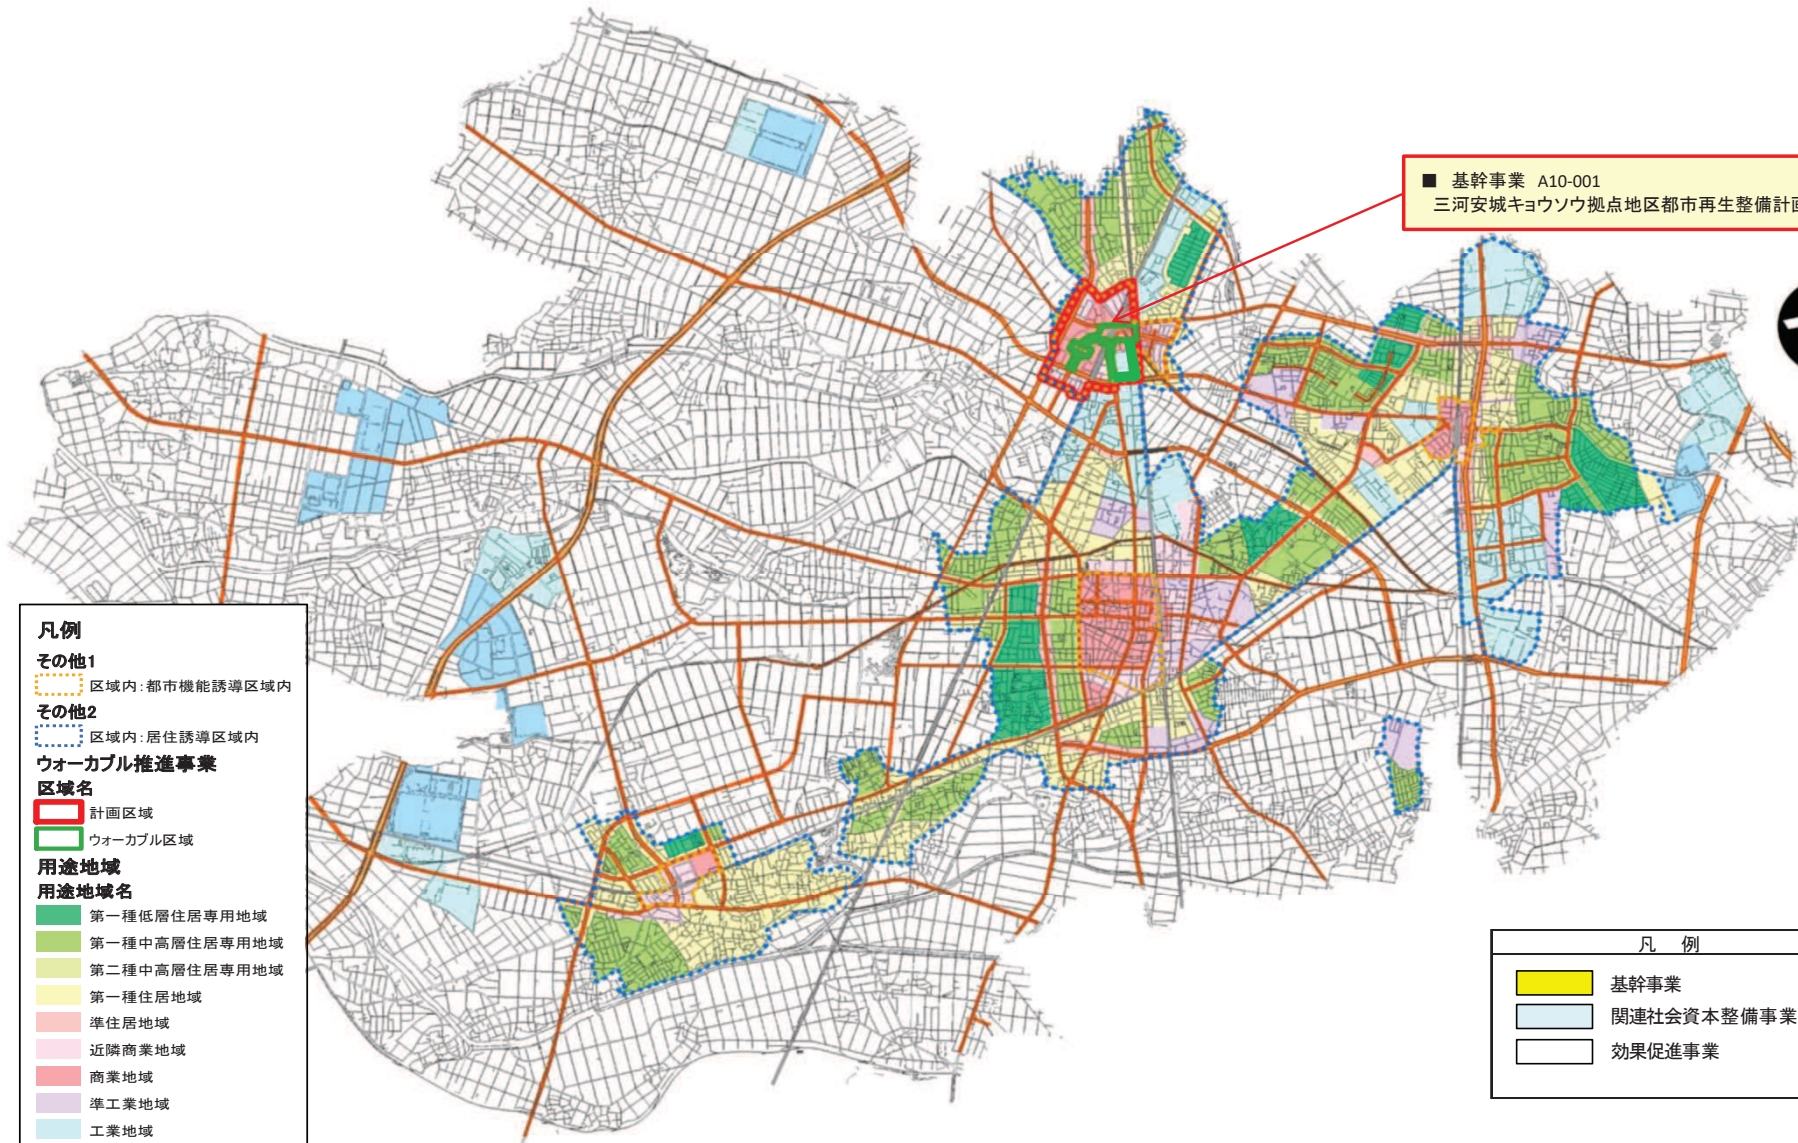 ■ 基幹事業 A10-001
三河安城キョウソウ拠点地区都市再生整備計画
凡例
その他1
区域内:都市機能誘導区域内
その他2
区域内:居住誘導区域内
ウォーカブル推進事業
区域名
計画区域
ウォーカブル区域
用途地域
用途地域名
第一種低層住居専用地域
第一種中高層住居専用地域
第二種中高層住居専用地域
第一種住居地域
準住居地域
近隣商業地域
商業地域
準工業地域
工業地域
凡 例
基幹事業
関連社会資本整備事業
効果促進事業